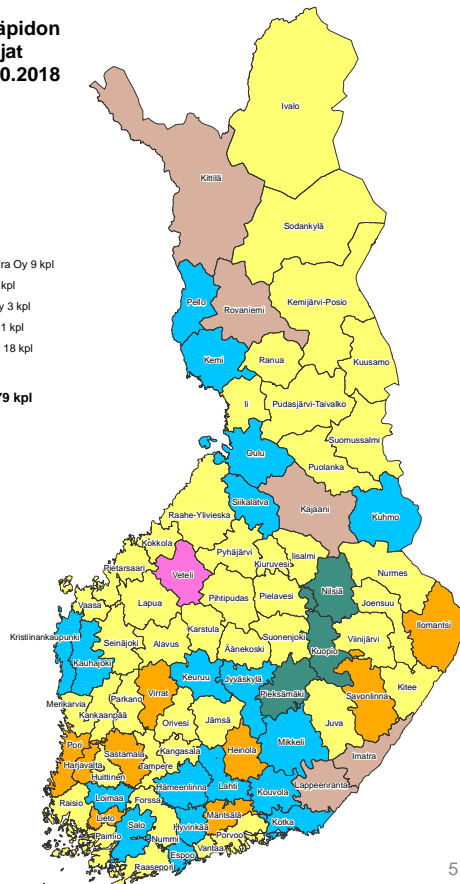 äpidon
jat
0.2018
fra Oy 9 kpl
kpl
y 3 kpl
1 kpl
18 kpl
79 kpl
Ivalo
Kittilä
Sodankylä
Pello
Rovaniemi
Kemijärvi-Posio
Kemi
Ranua
Kuusamo
Ii
Pudasjärvi-Taivalko
Suomussalmi
Oulu
Puolanka
Siikalatva
Kajaani
Kuhmo
Raahe-Ylivieska
Kokkola
Pyhäjärvi
Iisalmi
Pietarsaari
Veteli
Kiuruvesi
Nurmes
Vaasa
Lapua
Pihtipudas
Pielavesi
Nilsiä
Joensuu
Ilomantsi
Kristiinankaupunki
Seinäjoki
Alavus
Karstula
Äänekoski
Suonenjoki
Kuopio
Viinijärvi
Kauhajoki
Keuruu
Jyväskylä
Pieksämäki
Savonlinna
Kitee
Merikarvia
Parkano
Virrat
Kankaanpää
Orivesi
Jämsä
Juva
Pori
Sastamala
Kangasala
Heinola
Mikkeli
Imatra
Harjavalta
Tampere
Huittinen
Hämeenlinna
Lahti
Kouvola
Lappeenranta
Raisio
Loimaa
Forssa
Lieto
Salo
Hyvinkää
Mäntsälä
Kotka
Paimio
Nummi
Porvoo
Vantaa
Espoo
Raasepori
5